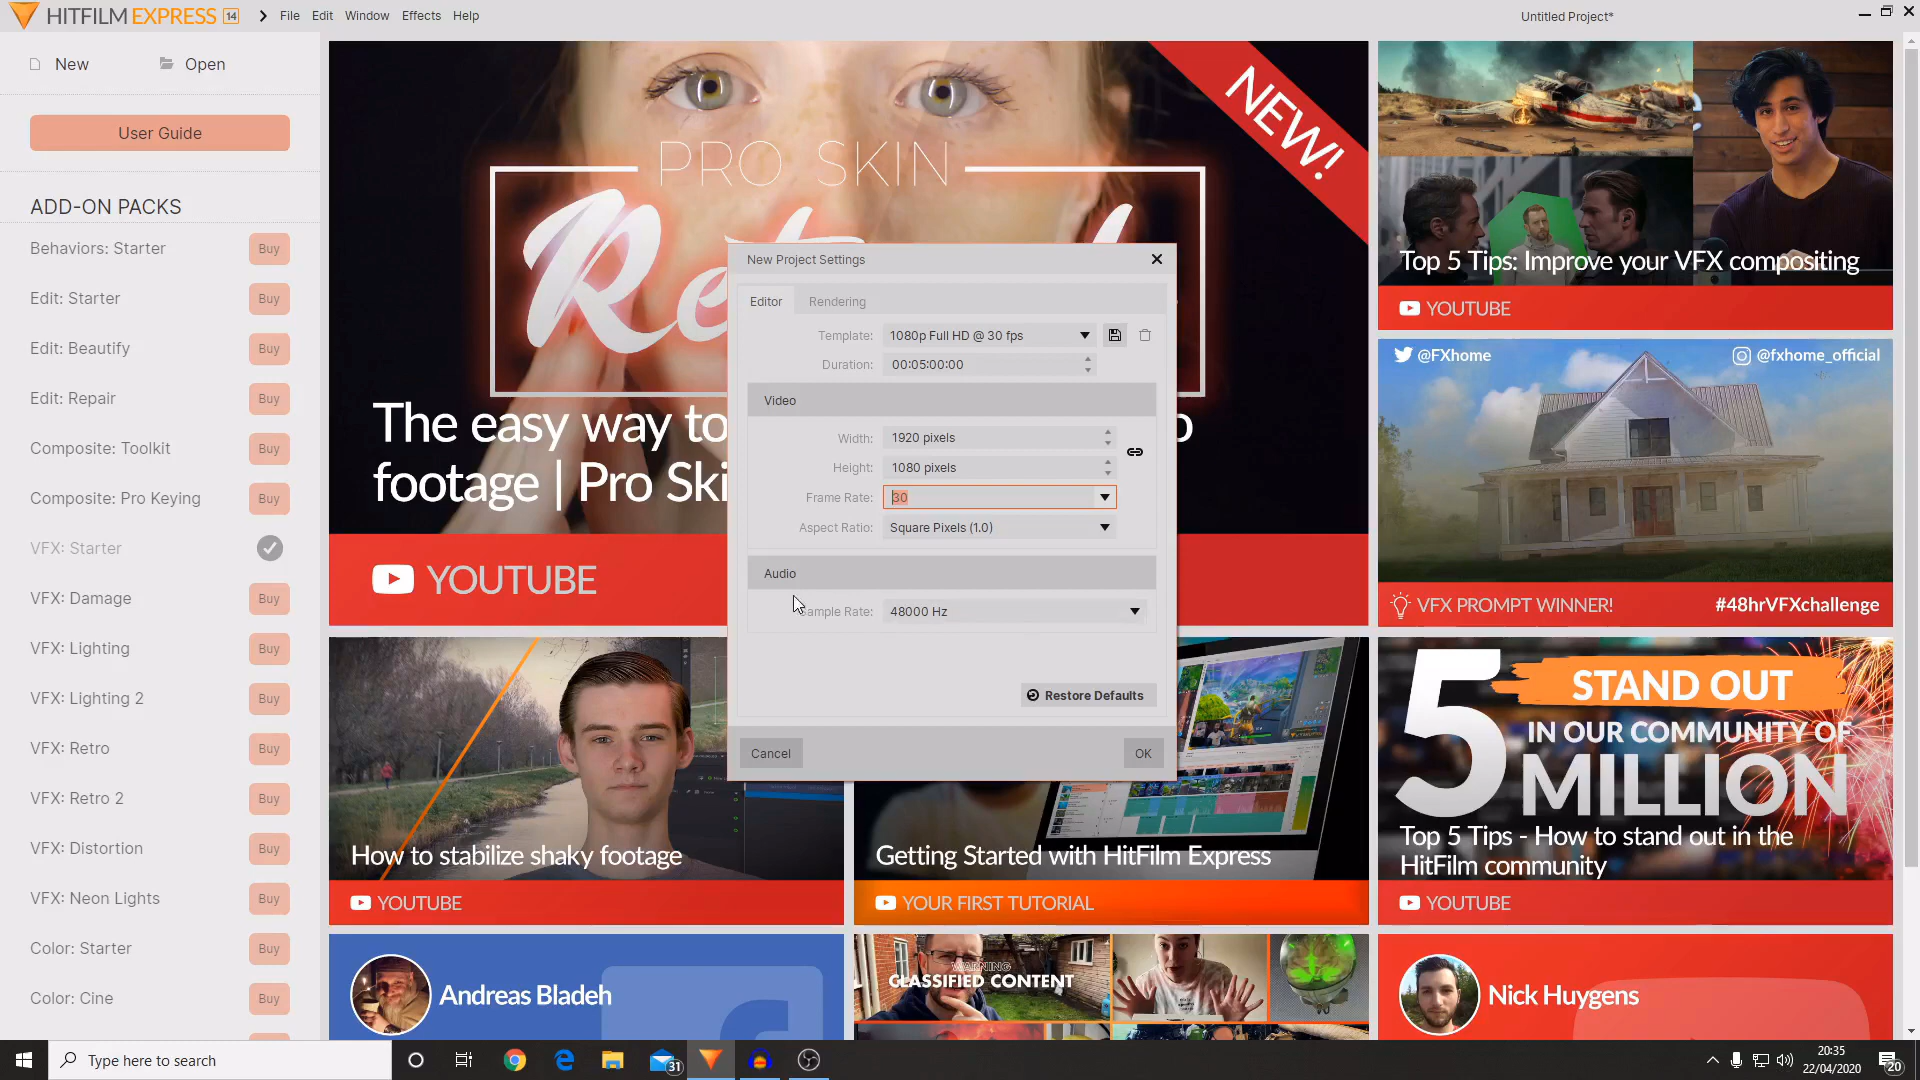 HITFILM EXPRESS 14
File Edit Window Effects Help
Untitled Project*
New Open
User Guide
ADD-ON PACKS
Behaviors: Starter Buy
Edit: Starter Buy
Edit: Beautify Buy
Edit: Repair Buy
Composite: Toolkit Buy
Composite: Pro Keying Buy
VFX: Starter
VFX: Damage Buy
VFX: Lighting Buy
VFX: Lighting 2 Buy
VFX: Retro Buy
VFX: Retro 2 Buy
VFX: Distortion Buy
VFX: Neon Lights Buy
Color: Starter Buy
Color: Cine Buy
NEW!
PRO SKIN
The easy way to
footage | Pro Ski
YOUTUBE
New Project Settings
Editor Rendering
Template: 1080p Full HD @ 30 fps
Duration: 00:05:00:00
Video
Width: 1920 pixels
Height: 1080 pixels
Frame Rate: 30
Aspect Ratio: Square Pixels (1.0)
Audio
Sample Rate: 48000 Hz
Restore Defaults
Cancel OK
Top 5 Tips: Improve your VFX compositing
YOUTUBE
@FXhome @fxhome_official
VFX PROMPT WINNER! #48hrVFXchallenge
How to stabilize shaky footage
YOUTUBE
Getting Started with HitFilm Express
YOUR FIRST TUTORIAL
5 STAND OUT
IN OUR COMMUNITY OF
MILLION
Top 5 Tips - How to stand out in the
HitFilm community
YOUTUBE
Andreas Bladeh
WARNING
CLASSIFIED CONTENT
Nick Huygens
Type here to search
31
20:35
22/04/2020
20